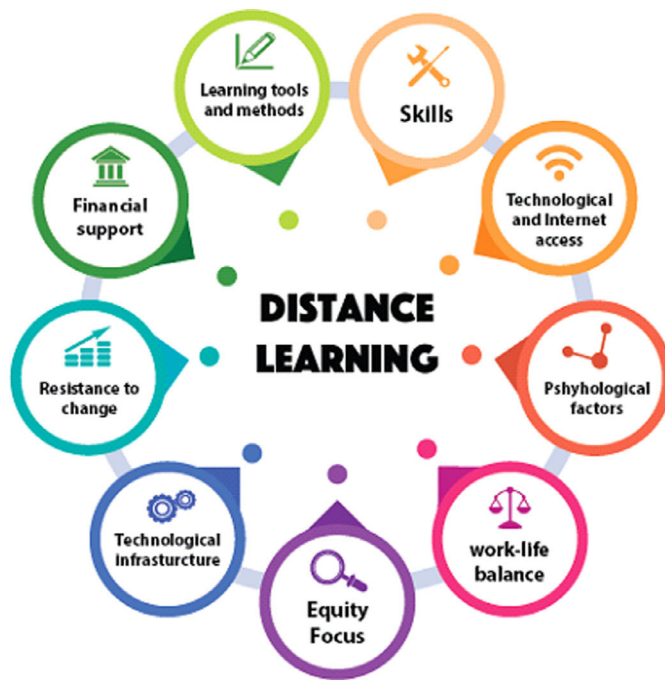 Learning tools
and methods
Skills
Technological
and Internet
access
Pshyhological
factors
work-life
balance
Equity
Focus
Technological
infrasturcture
Resistance to
change
Financial
support
DISTANCE
LEARNING